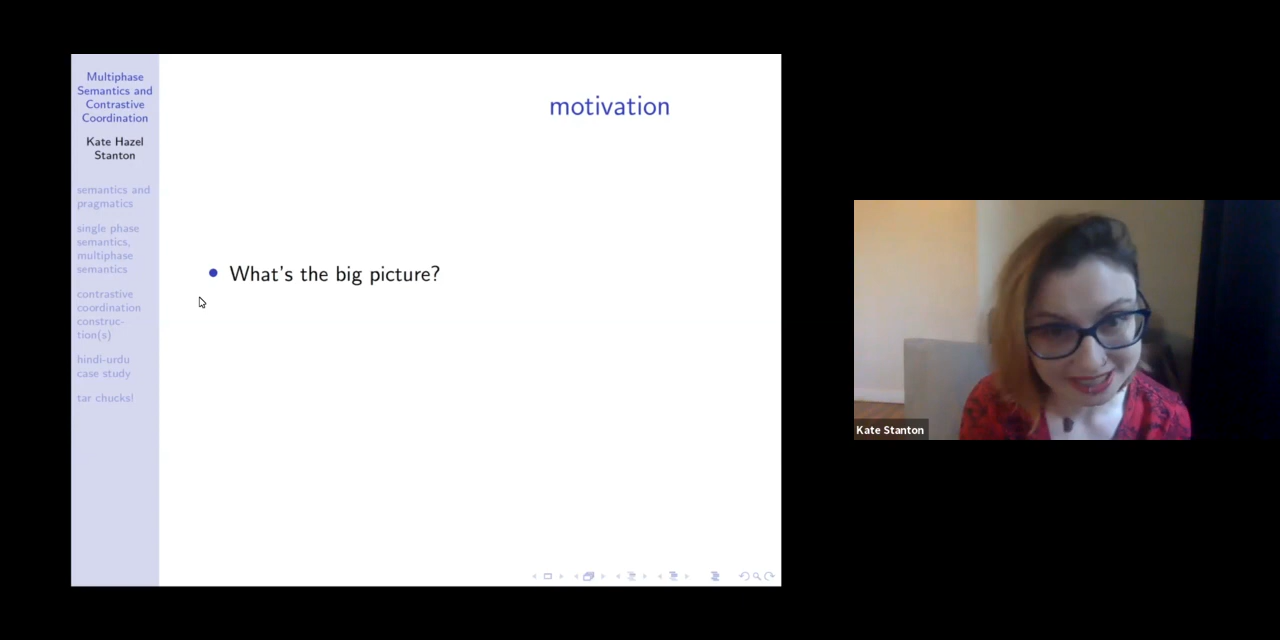 Multiphase
Semantics and
Contrastive
Coordination
Kate Hazel
Stanton
semantics and
pragmatics
single phase
semantics,
multiphase
semantics
contrastive
coordination
construc-
tion(s)
hindi-urdu
case study
tar chucks!
motivation
What's the big picture?
Kate Stanton